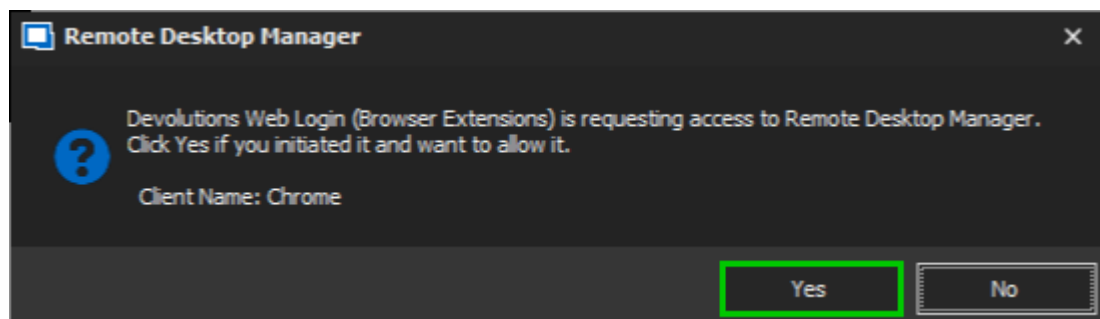 Remote Desktop Manager
Devolutions Web Login (Browser Extensions) is requesting access to Remote Desktop Manager.
Click Yes if you initiated it and want to allow it.
Client Name: Chrome
Yes
No